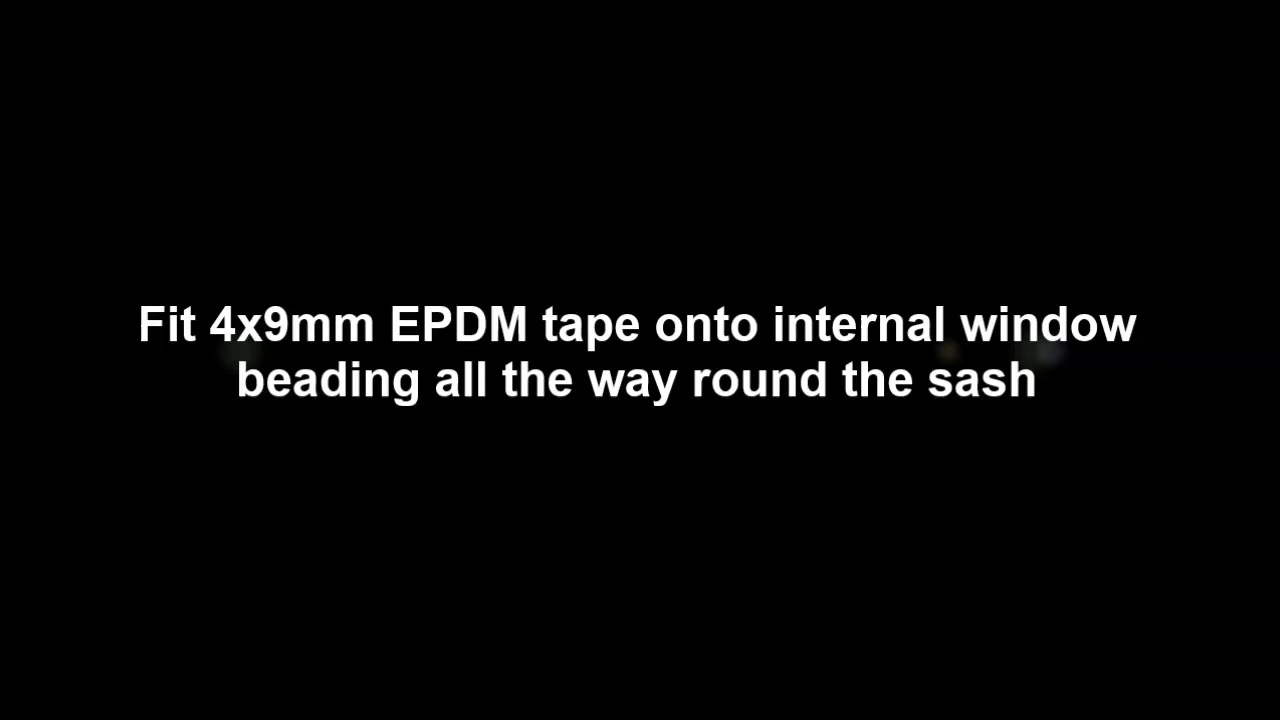 Fit 4x9mm EPDM tape onto internal window
beading all the way round the sash